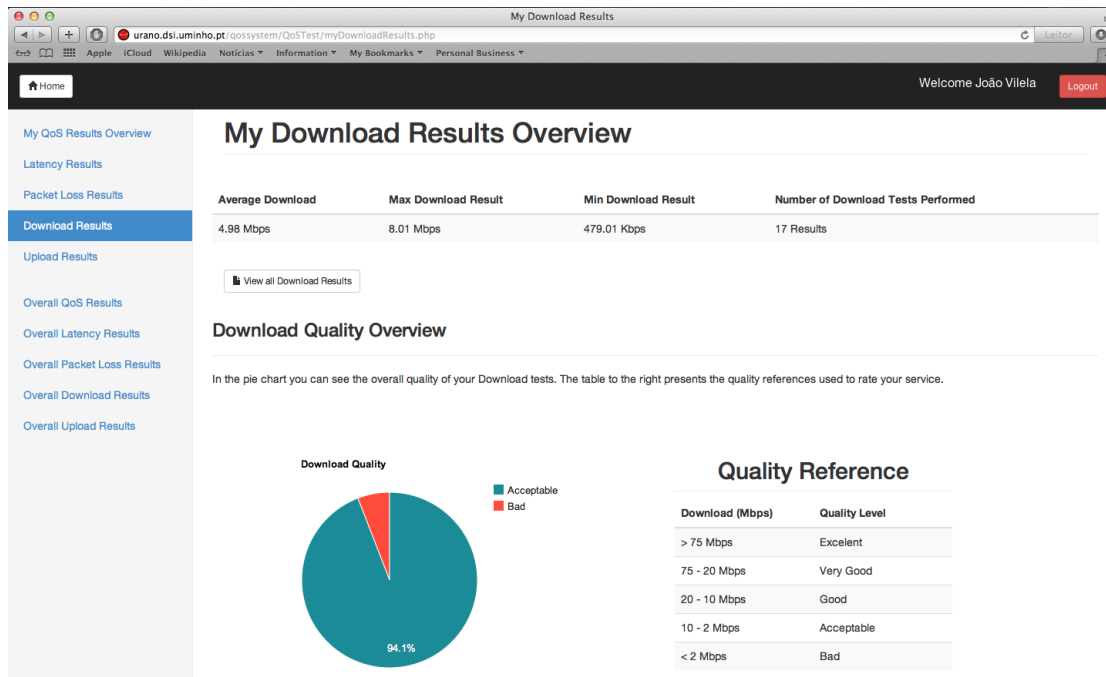 My Download Results
urano.dsi.uminho.pt/qossystem/QoSTest/myDownloadResults.php
Leitor
Apple iCloud Wikipedia Notícias Information My Bookmarks Personal Business
Home
Welcome João Vilela
Logout
My QoS Results Overview
Latency Results
Packet Loss Results
Download Results
Upload Results
Overall QoS Results
Overall Latency Results
Overall Packet Loss Results
Overall Download Results
Overall Upload Results
My Download Results Overview
Average Download Max Download Result Min Download Result Number of Download Tests Performed
4.98 Mbps 8.01 Mbps 479.01 Kbps 17 Results
View all Download Results
Download Quality Overview
In the pie chart you can see the overall quality of your Download tests. The table to the right presents the quality references used to rate your service.
Download Quality
Acceptable
Bad
94.1%
Quality Reference
Download (Mbps) Quality Level
> 75 Mbps Excelent
75 - 20 Mbps Very Good
20 - 10 Mbps Good
10 - 2 Mbps Acceptable
< 2 Mbps Bad